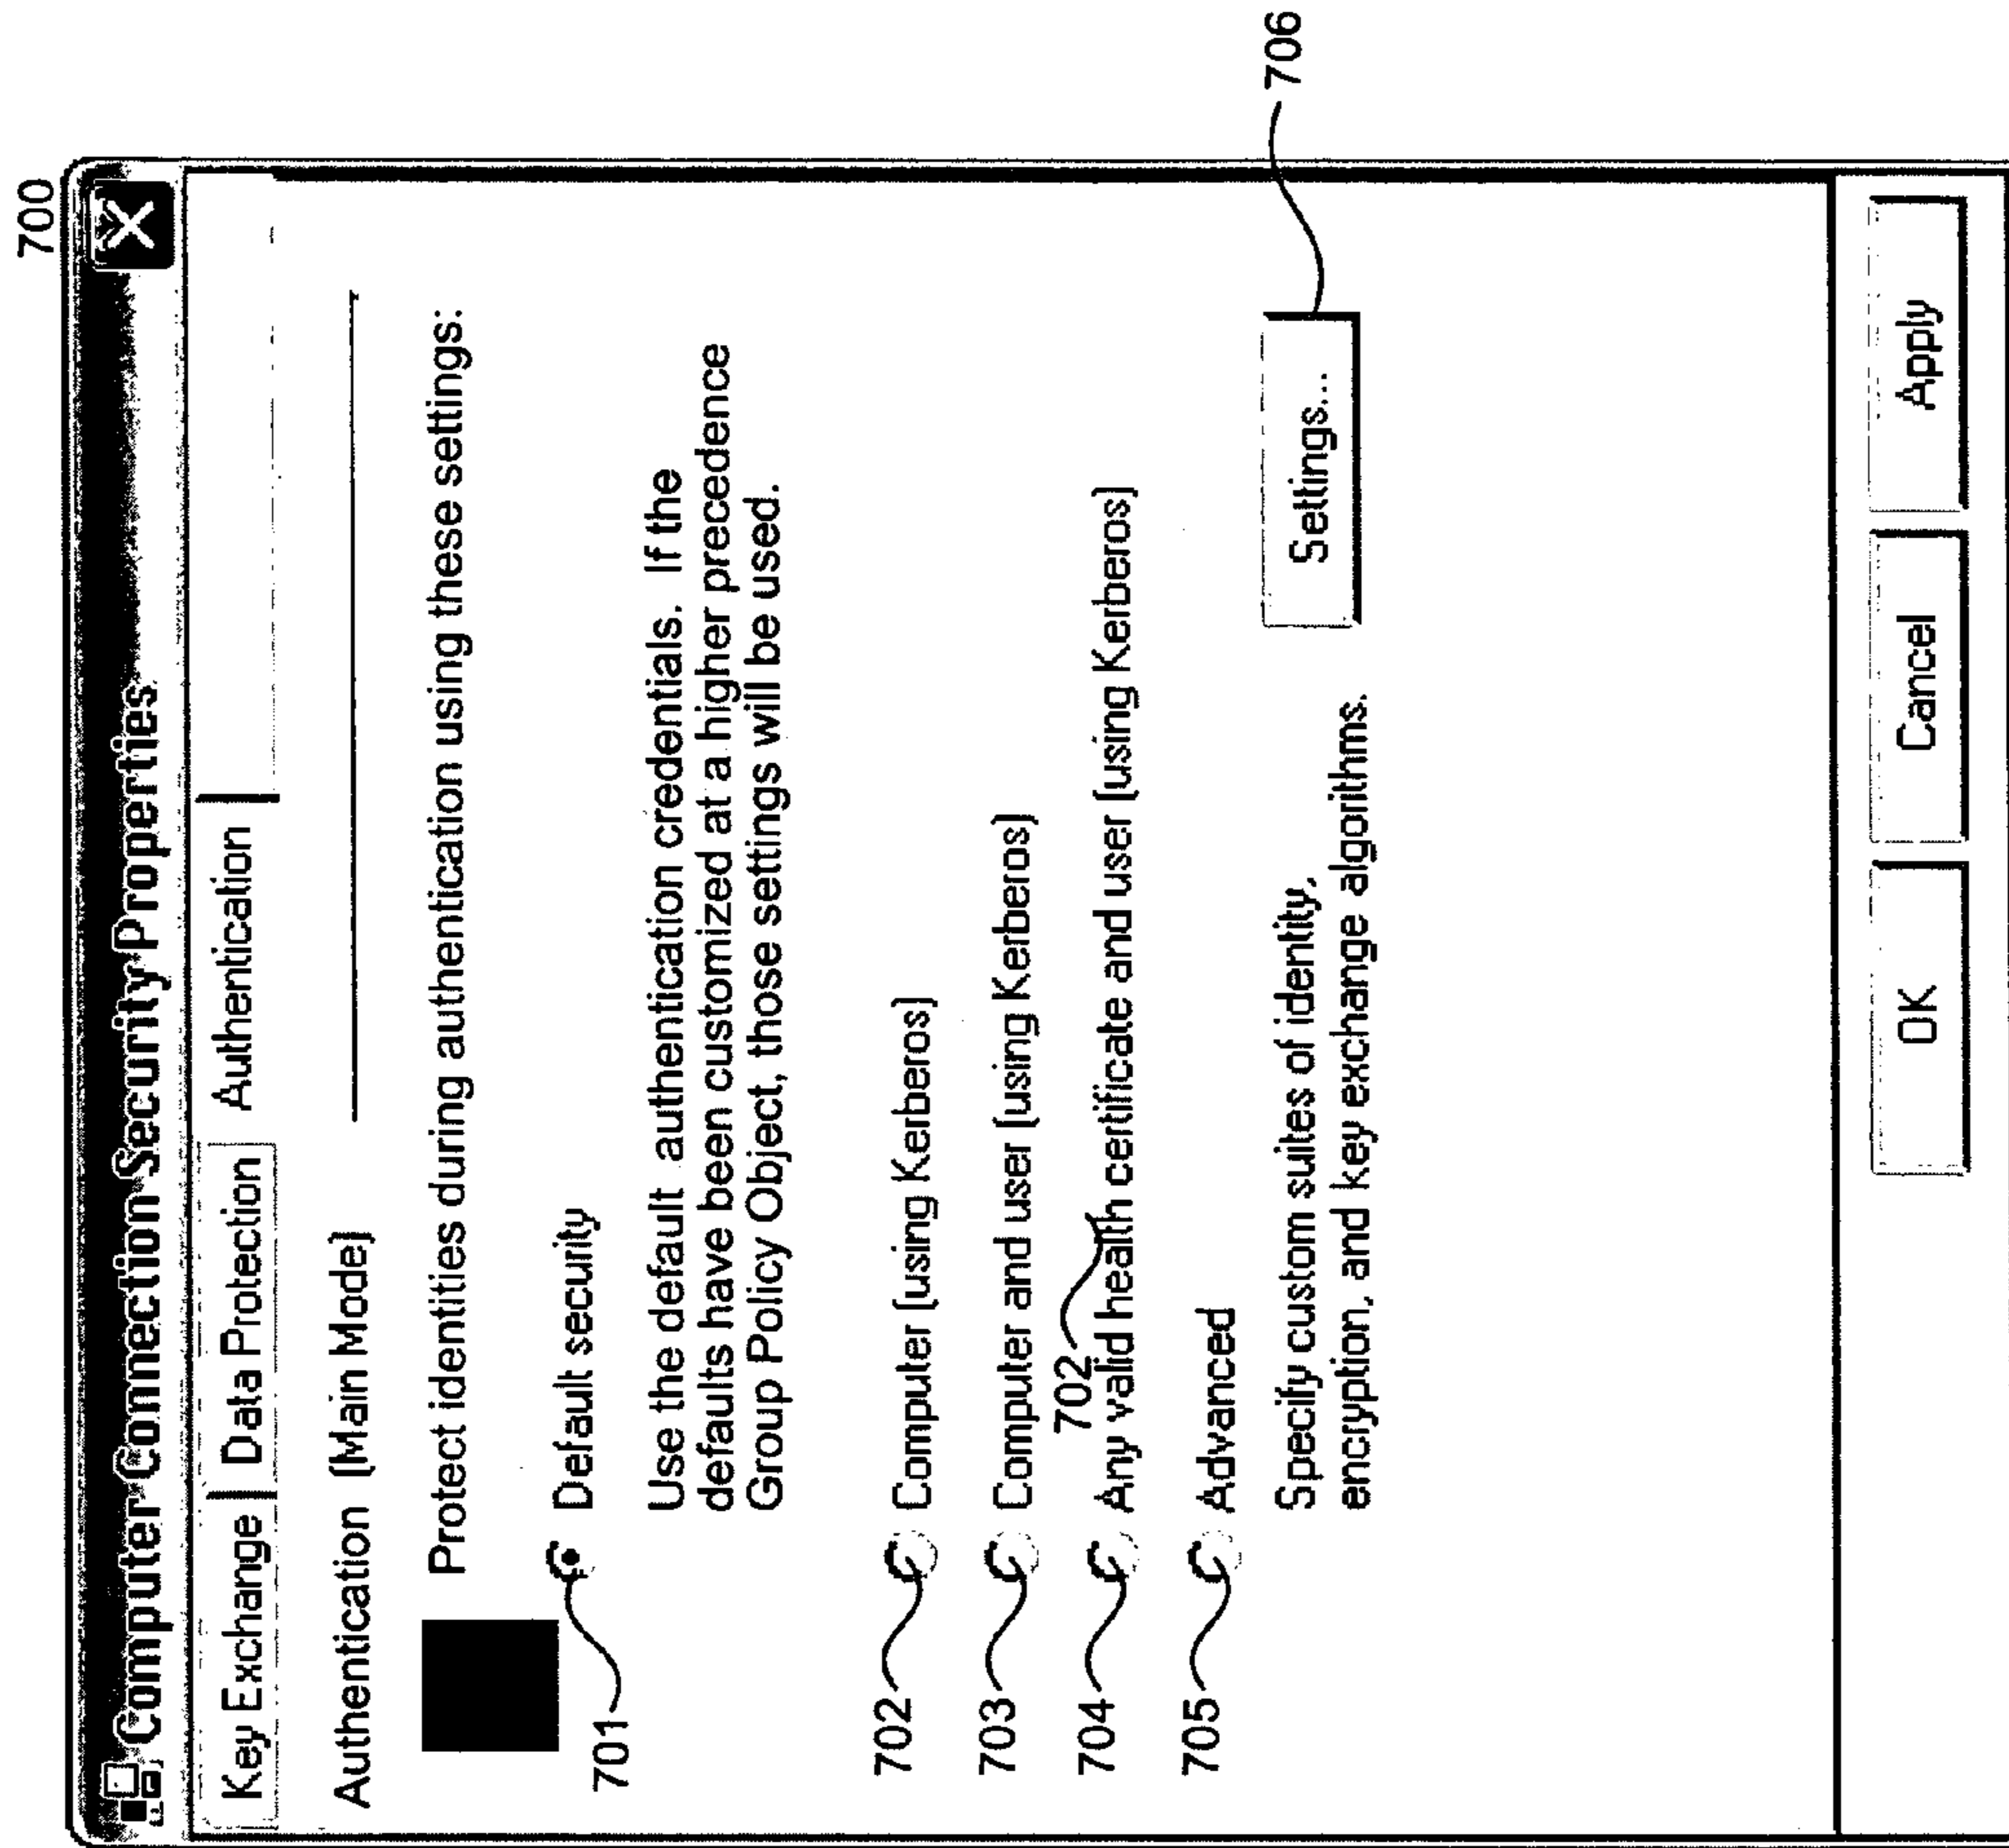 700
Computer Connection Security Properties
Key Exchange Data Protection Authentication
Authentication (Main Mode)
Protect identities during authentication using these settings:
701
Default security
Use the default authentication credentials. If the
defaults have been customized at a higher precedence
Group Policy Object, those settings will be used.
702
Computer (using Kerberos)
703
Computer and user (using Kerberos)
702
704
Any valid health certificate and user (using Kerberos)
705
Advanced
Specify custom suites of identity,
encryption, and key exchange algorithms.
Settings...
706
OK Cancel Apply